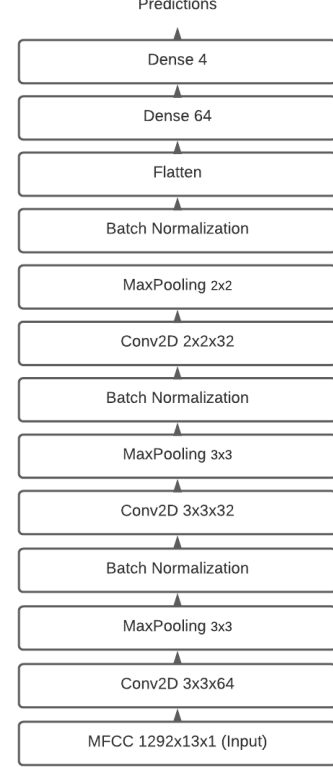 Predictions
Dense 4
Dense 64
Flatten
Batch Normalization
MaxPooling 2x2
Conv2D 2x2x32
Batch Normalization
MaxPooling 3x3
Conv2D 3x3x32
Batch Normalization
MaxPooling 3x3
Conv2D 3x3x64
MFCC 1292x13x1 (Input)